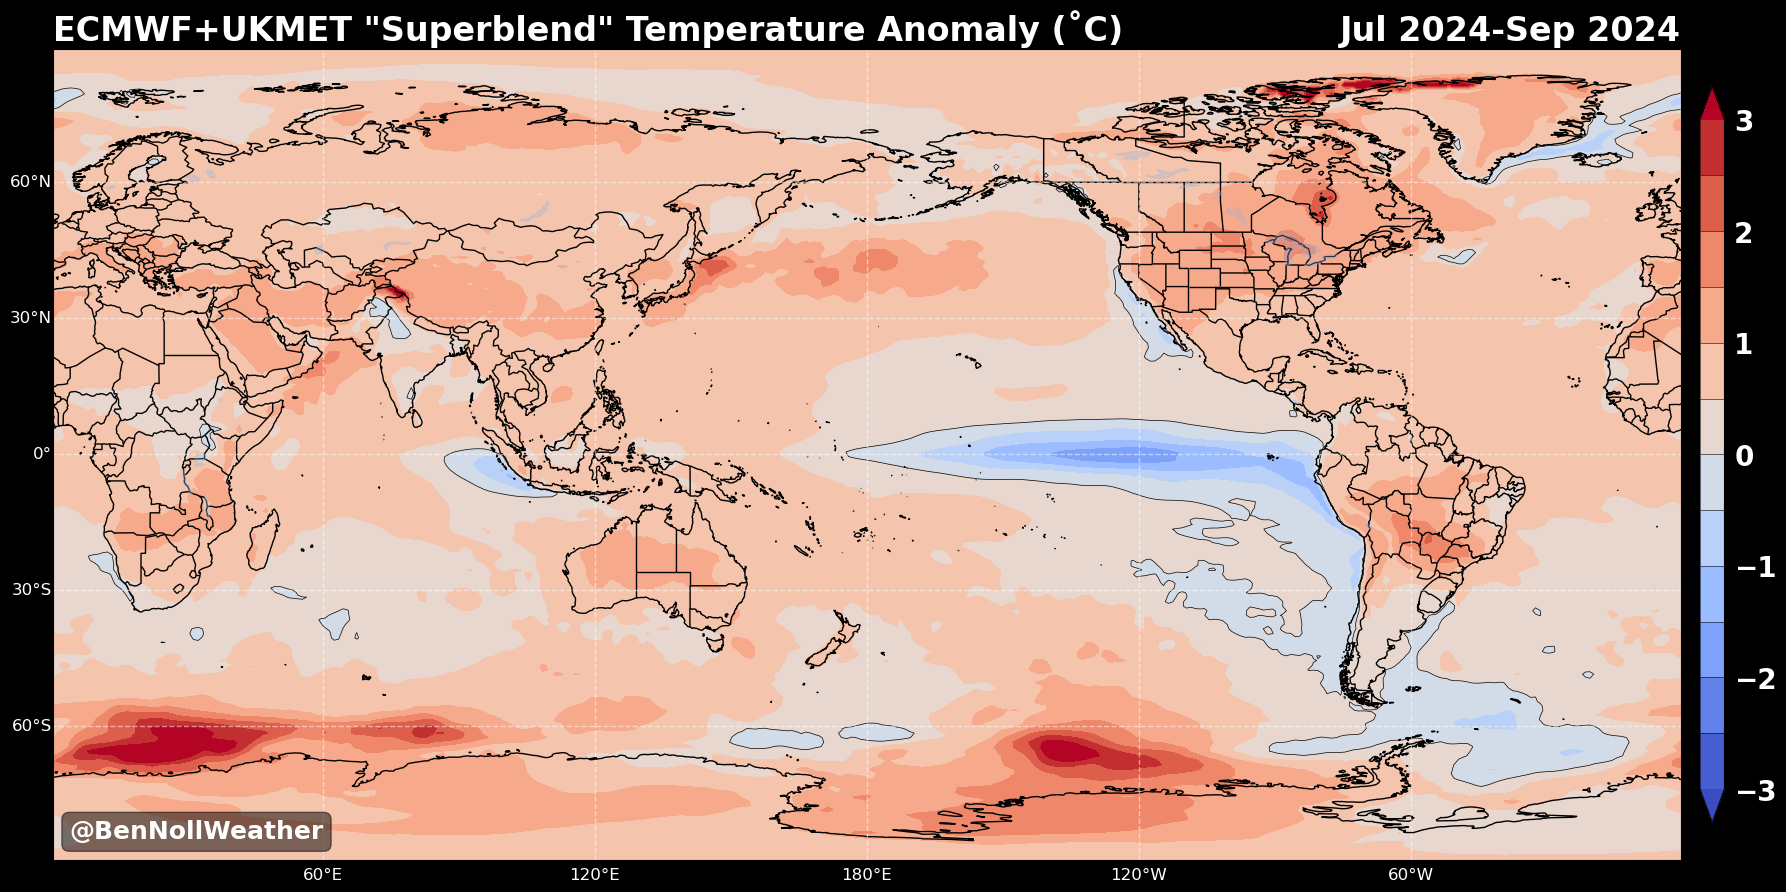 ECMWF+UKMET "Superblend" Temperature Anomaly (˚C)
Jul 2024-Sep 2024
60°N
30°N
0°
30°S
60°S
60°E
120°E
180°E
120°W
60°W
3
2
1
0
−1
−2
−3
@BenNollWeather